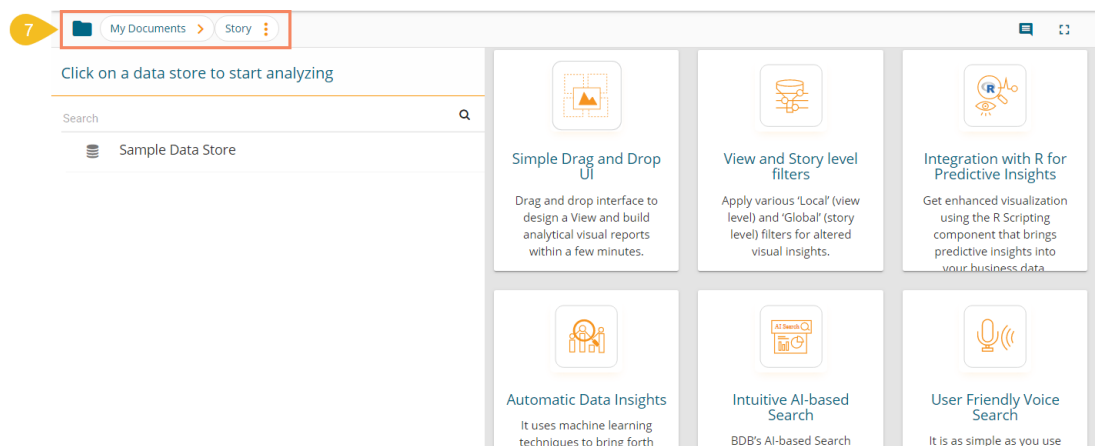 7
My Documents > Story
Click on a data store to start analyzing
Search
Sample Data Store
Simple Drag and Drop
UI
Drag and drop interface to
design a View and build
analytical visual reports
within a few minutes.
View and Story level
filters
Apply various ‘Local’ (view
level) and ‘Global’ (story
level) filters for altered
visual insights.
R
Integration with R for
Predictive Insights
Get enhanced visualization
using the R Scripting
component that brings
predictive insights into
your business data
Automatic Data Insights
It uses machine learning
techniques to bring forth
AI Search
Intuitive AI-based
Search
BDB's AI-based Search
User Friendly Voice
Search
It is as simple as you use